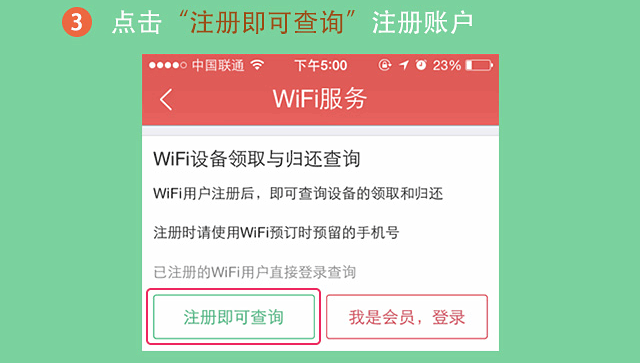 3 点击“注册即可查询”注册账户
中国联通 下午5:00 23%
WiFi服务
WiFi设备领取与归还查询
WiFi用户注册后，即可查询设备的领取和归还
注册时请使用WiFi预订时预留的手机号
已注册的WiFi用户直接登录查询
注册即可查询 我是会员，登录